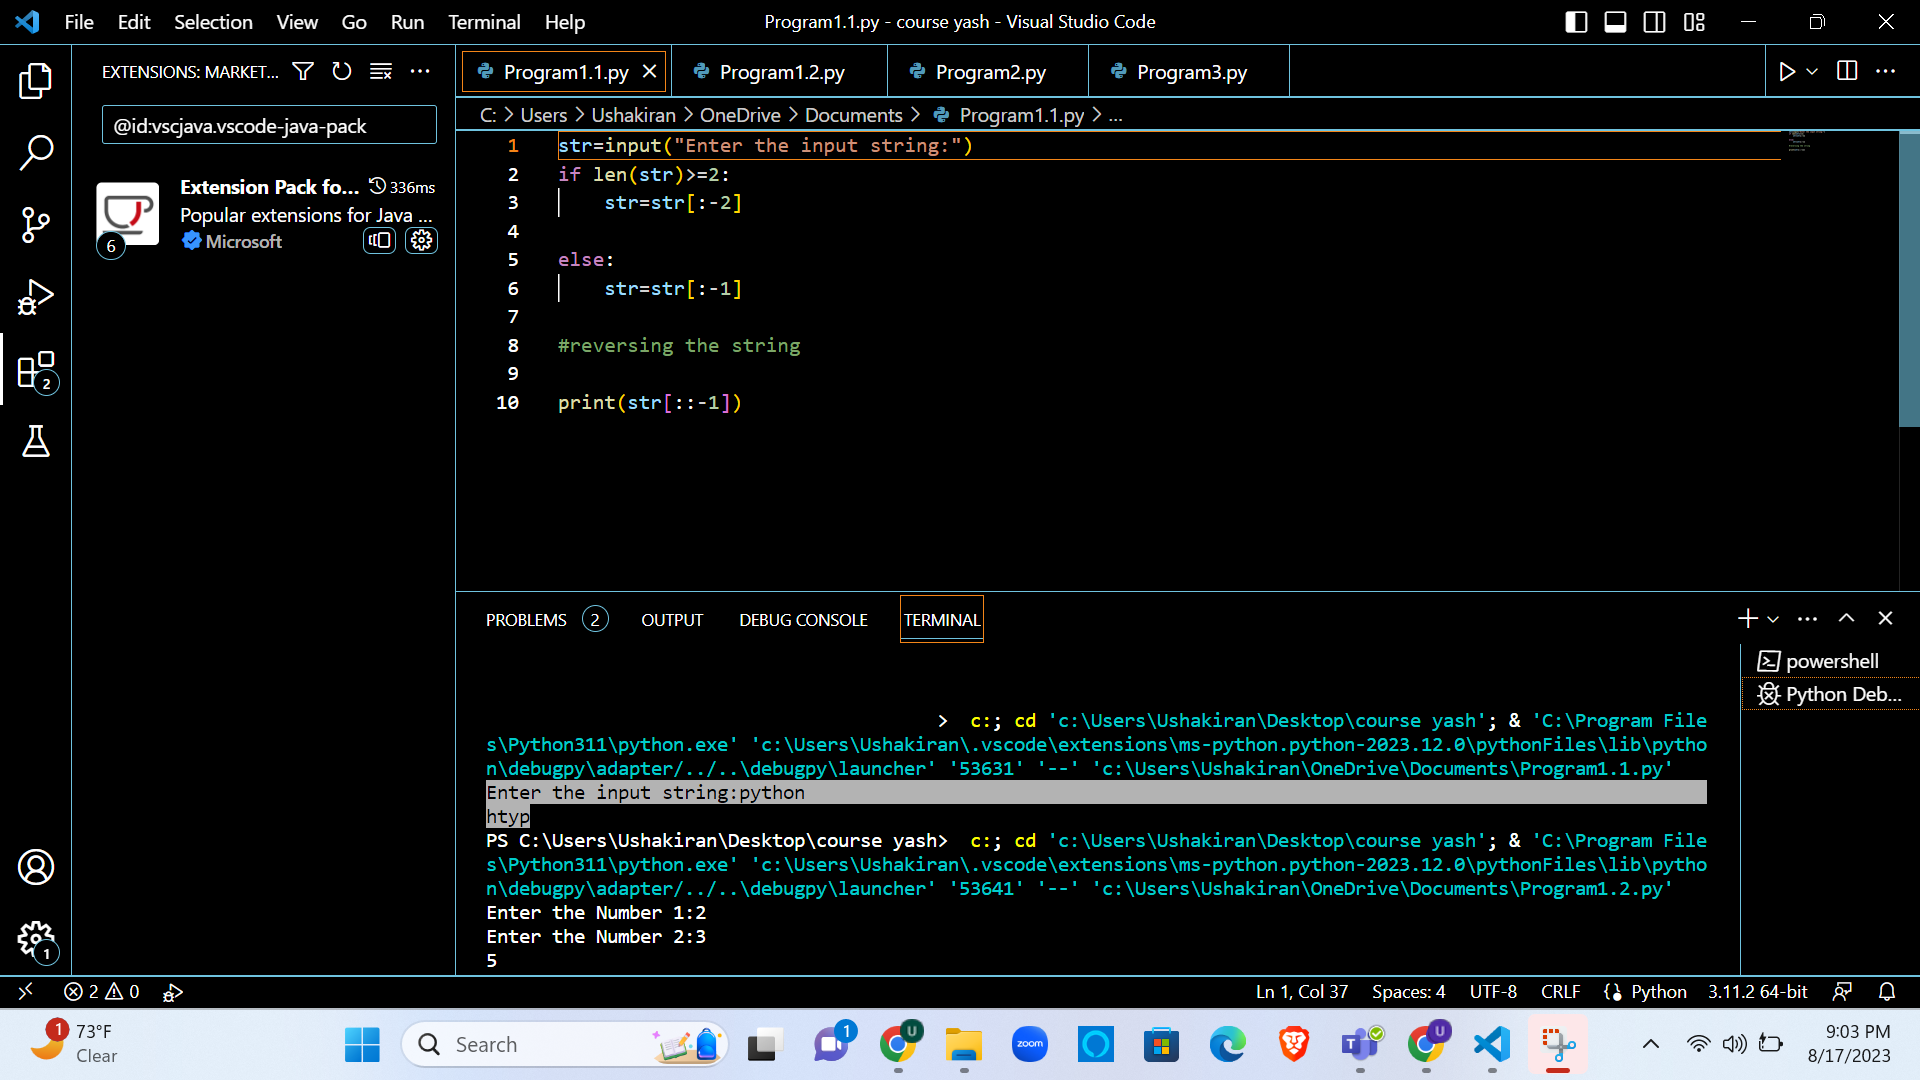 File Edit Selection View Go Run Terminal Help
Program1.1.py - course yash - Visual Studio Code
EXTENSIONS: MARKET...
@id:vscjava.vscode-java-pack
Extension Pack fo... 336ms
Popular extensions for Java ...
Microsoft
6
2
1
Program1.1.py
Program1.2.py
Program2.py
Program3.py
C: > Users > Ushakiran > OneDrive > Documents > Program1.1.py > ...
1 str=input("Enter the input string:")
2 if len(str)>=2:
3     str=str[:-2]
4
5 else:
6     str=str[:-1]
7
8 #reversing the string
9
10 print(str[::-1])
PROBLEMS 2 OUTPUT DEBUG CONSOLE TERMINAL
powershell
Python Deb...
> c:; cd 'c:\Users\Ushakiran\Desktop\course yash'; & 'C:\Program File
s\Python311\python.exe' 'c:\Users\Ushakiran\.vscode\extensions\ms-python.python-2023.12.0\pythonFiles\lib\pytho
n\debugpy\adapter/../..\debugpy\launcher' '53631' '--' 'c:\Users\Ushakiran\OneDrive\Documents\Program1.1.py'
Enter the input string:python
htyp
PS C:\Users\Ushakiran\Desktop\course yash> c:; cd 'c:\Users\Ushakiran\Desktop\course yash'; & 'C:\Program File
s\Python311\python.exe' 'c:\Users\Ushakiran\.vscode\extensions\ms-python.python-2023.12.0\pythonFiles\lib\pytho
n\debugpy\adapter/../..\debugpy\launcher' '53641' '--' 'c:\Users\Ushakiran\OneDrive\Documents\Program1.2.py'
Enter the Number 1:2
Enter the Number 2:3
5
2 0
Ln 1, Col 37 Spaces: 4 UTF-8 CRLF Python 3.11.2 64-bit
1
73°F
Clear
Search
1
U
zoom
T
U
9:03 PM
8/17/2023